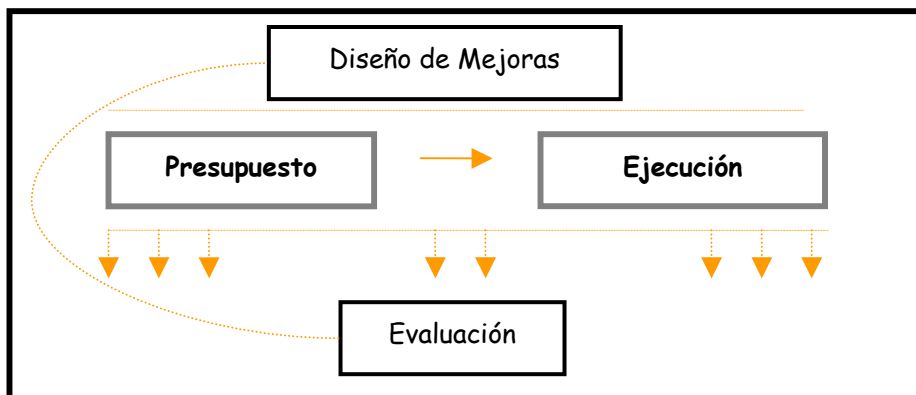 Diseño de Mejoras
Presupuesto
Ejecución
Evaluación